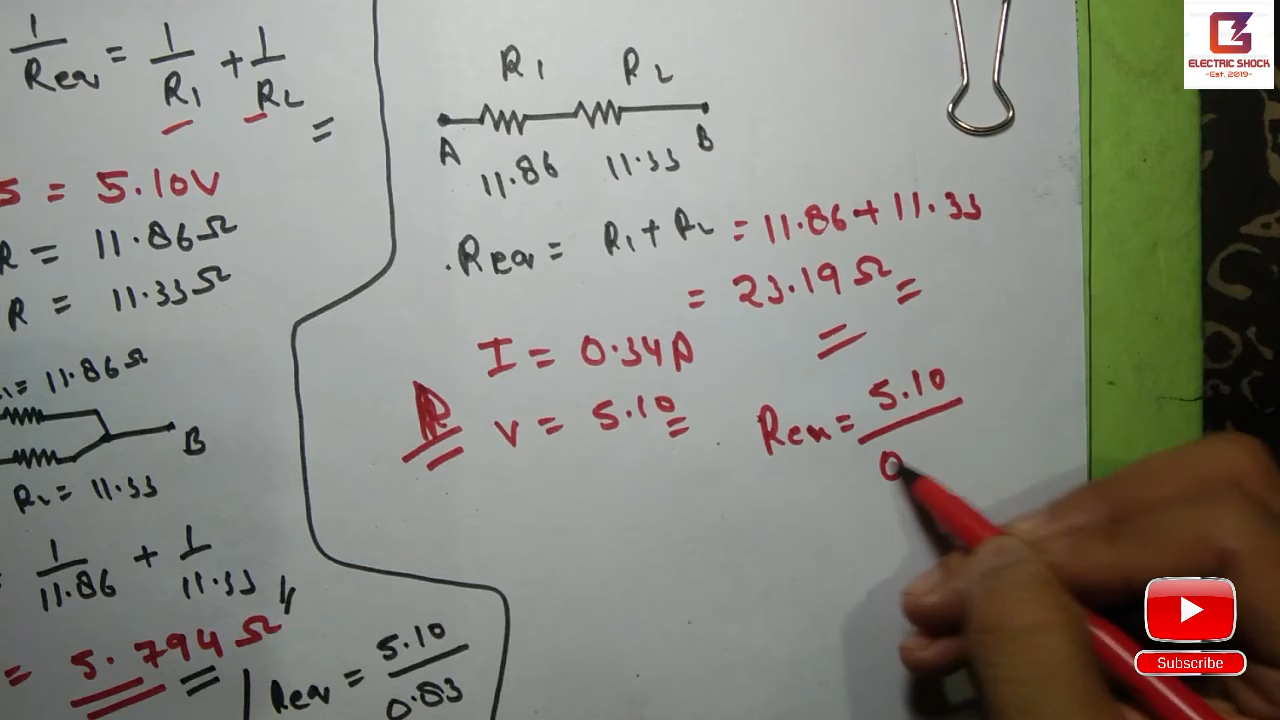 1/Req = 1/R1 + 1/R2 =
S = 5.10V
R = 11.86Ω
R = 11.33Ω
1= 11.86Ω
B
R2= 11.33
= 1/11.86 + 1/11.33
= 5.794Ω =
Req = 5.10/0.83
R1 R2
A B
11.86 11.33
.Req = R1+R2 = 11.86+11.33
= 23.19Ω =
I = 0.34A
R V = 5.10 =
Req= 5.10/0
ELECTRIC SHOCK
-Est. 2019-
Subscribe